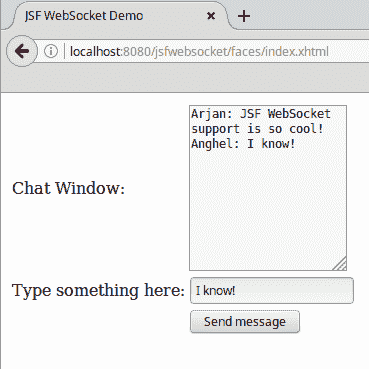 JSF WebSocket Demo
localhost:8080/jsfwebsocket/faces/index.xhtml
Arjan: JSF WebSocket
support is so cool!
Anghel: I know!
Chat Window:
Type something here: I know!
Send message